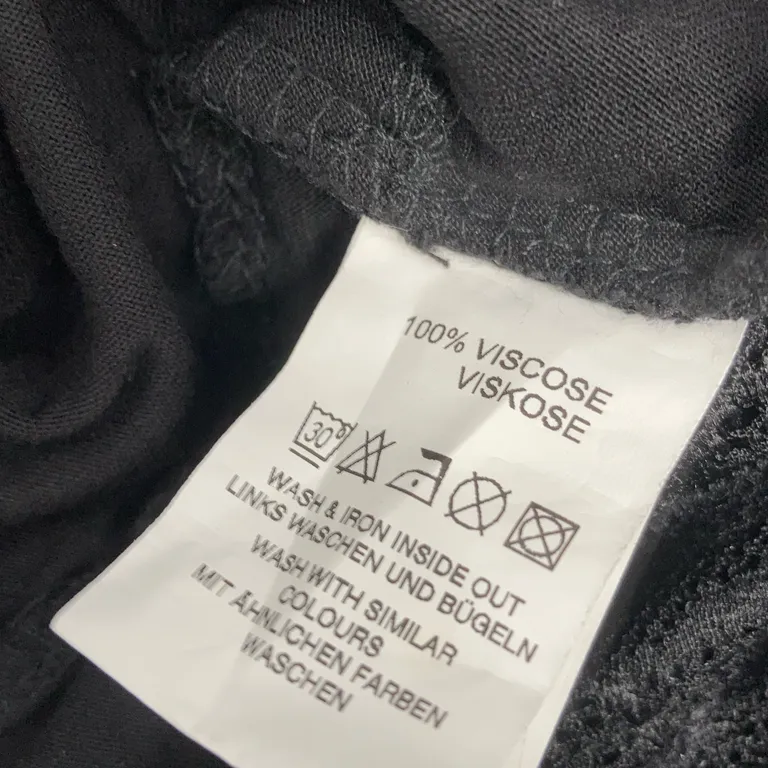 100% VISCOSE
VISKOSE
30°
WASH & IRON INSIDE OUT
LINKS WASCHEN UND BÜGELN
WASH WITH SIMILAR
COLOURS
MIT ÄHNLICHEN FARBEN
WASCHEN